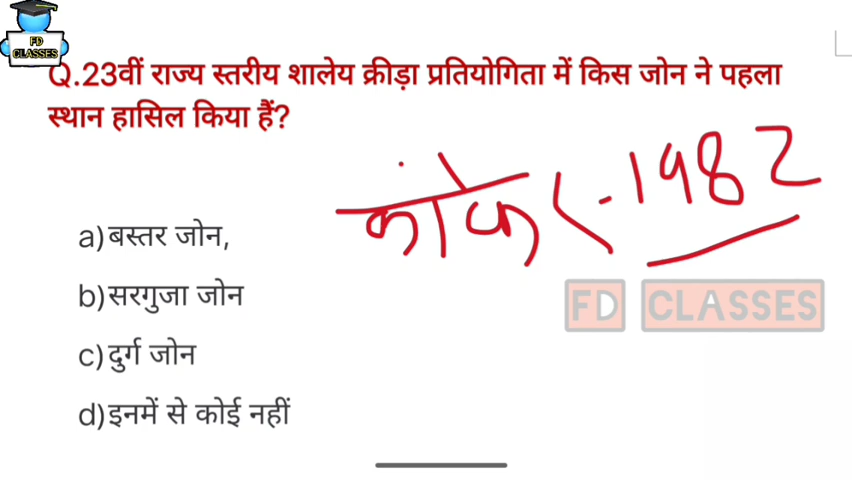 FD
CLASSES
Q.23वीं राज्य स्तरीय शालेय क्रीड़ा प्रतियोगिता में किस जोन ने पहला
स्थान हासिल किया हैं?
कांकेर - 1982
a)बस्तर जोन,
b)सरगुजा जोन
FD CLASSES
c)दुर्ग जोन
d)इनमें से कोई नहीं